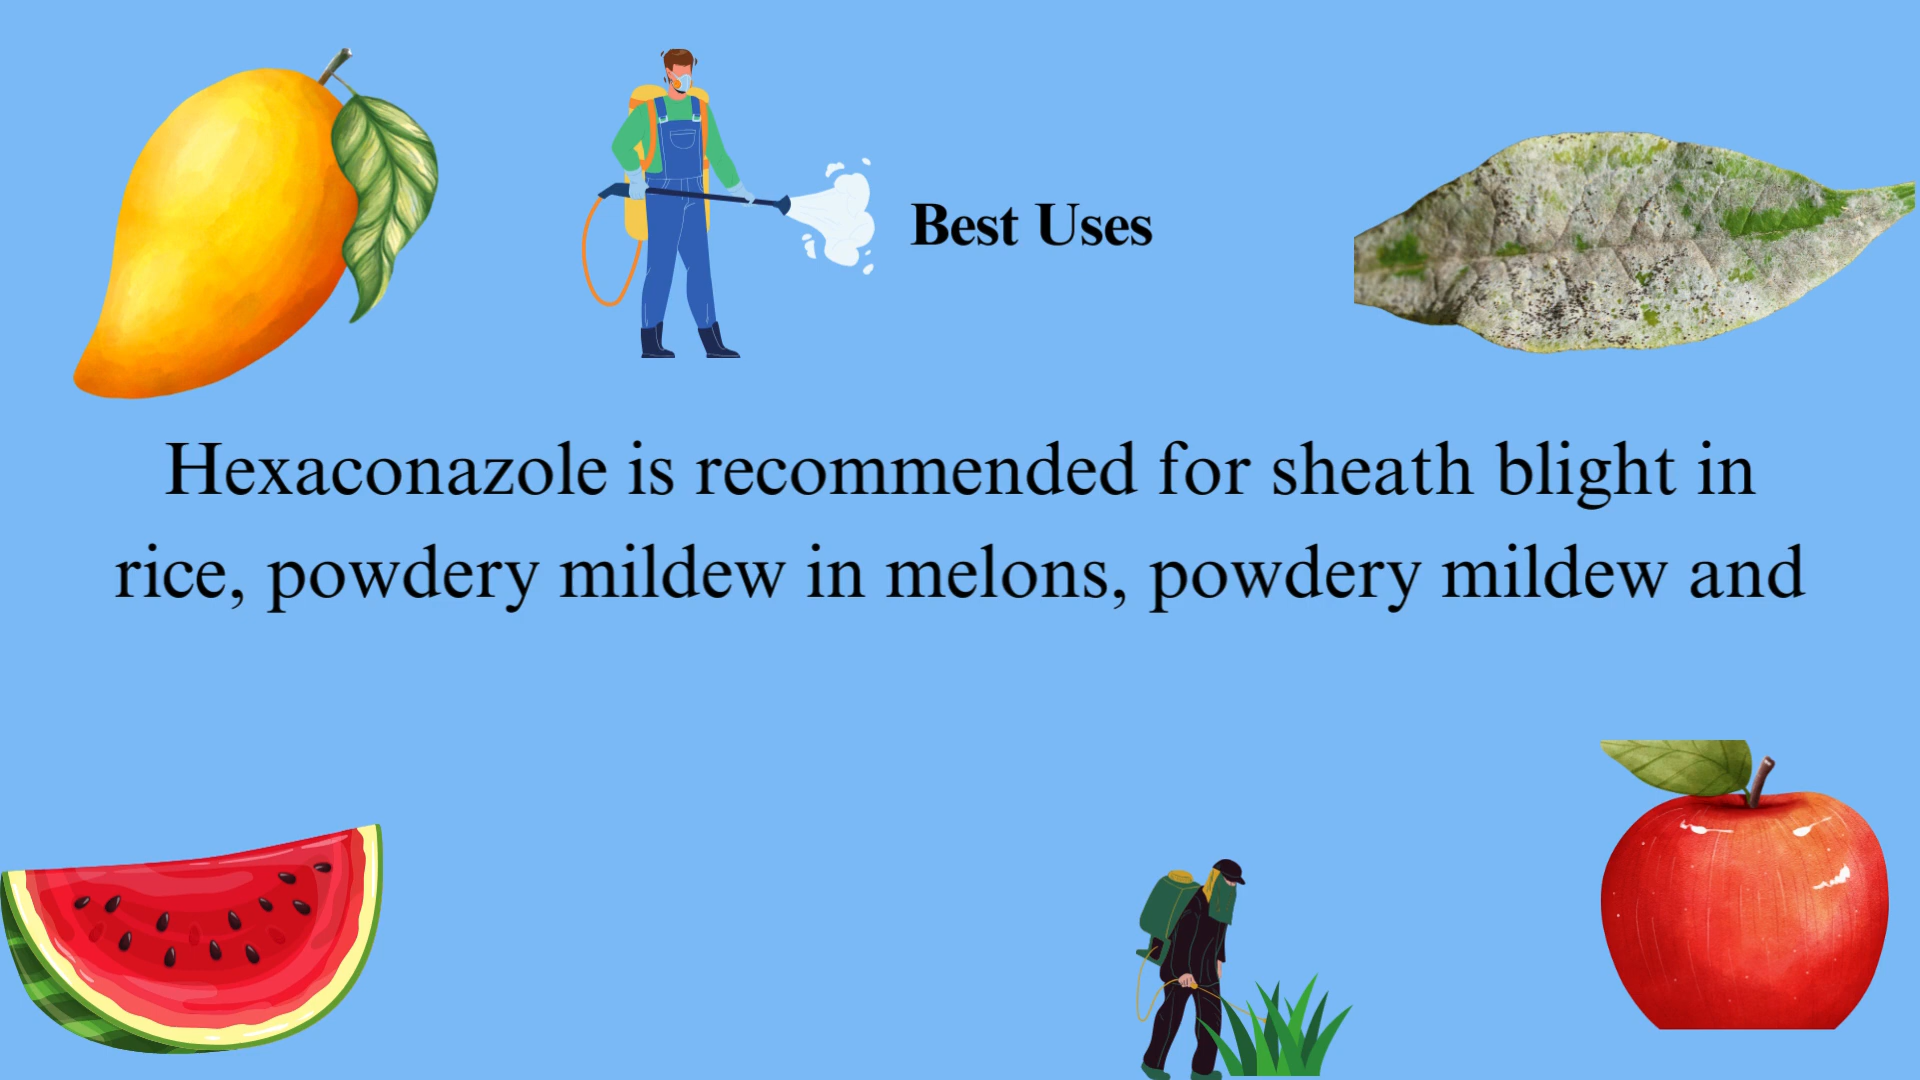 Best Uses
Hexaconazole is recommended for sheath blight in
rice, powdery mildew in melons, powdery mildew and